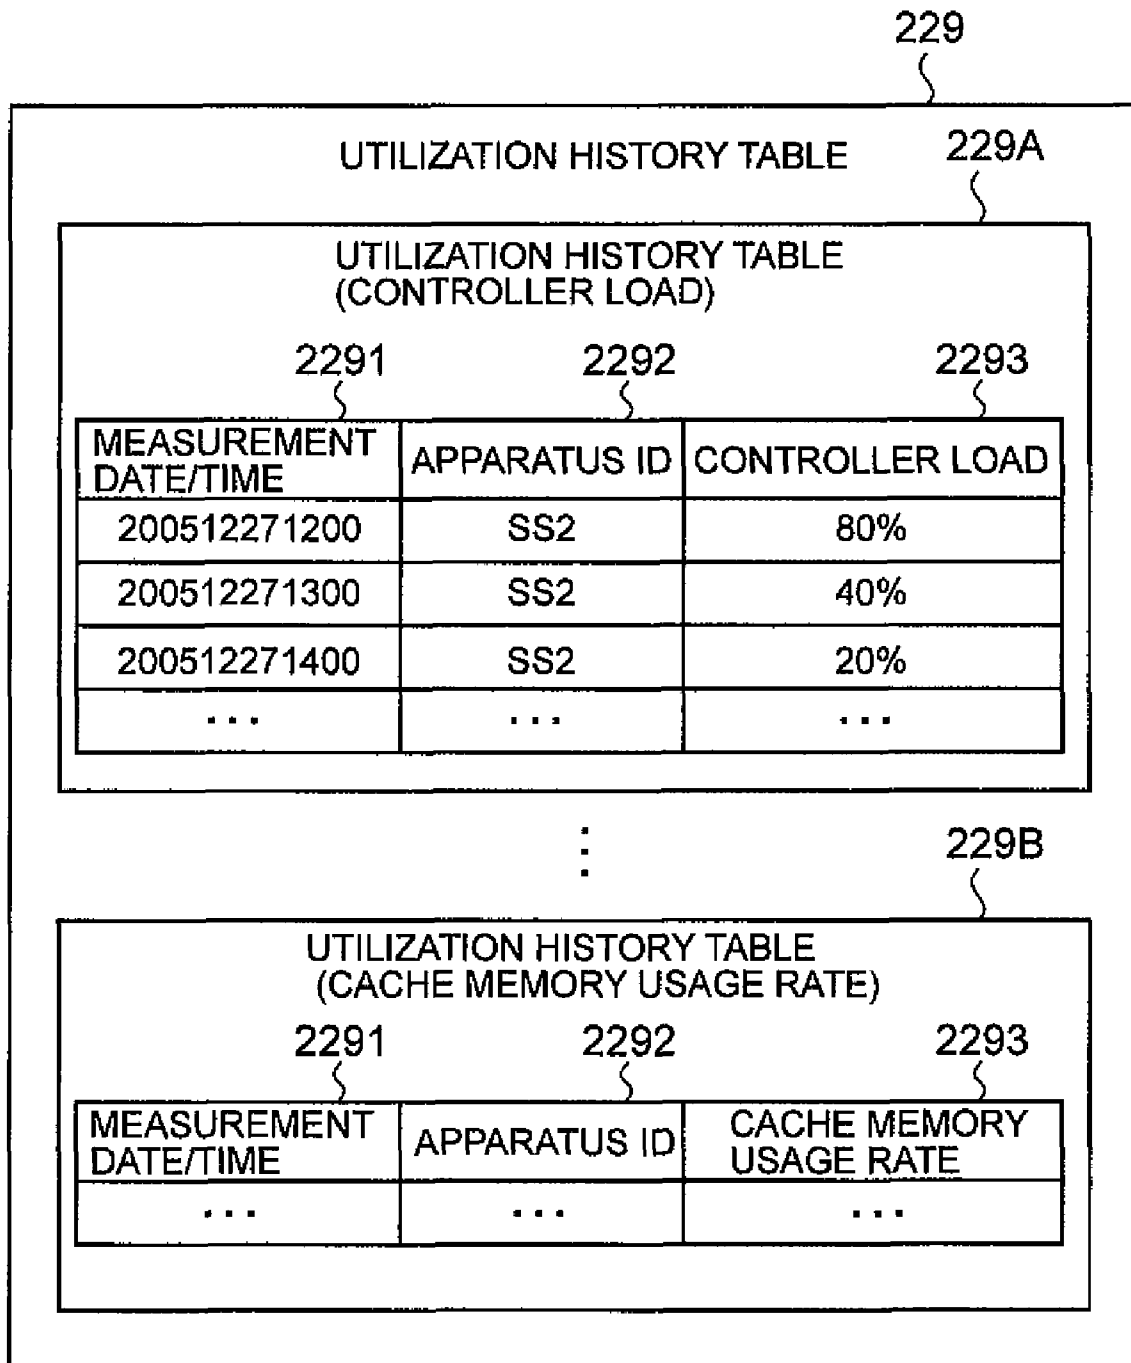 229
UTILIZATION HISTORY TABLE
229A
UTILIZATION HISTORY TABLE
(CONTROLLER LOAD)
2291 2292 2293
MEASUREMENT DATE/TIME APPARATUS ID CONTROLLER LOAD
200512271200 SS2 80%
200512271300 SS2 40%
200512271400 SS2 20%
... ... ...
229B
UTILIZATION HISTORY TABLE
(CACHE MEMORY USAGE RATE)
2291 2292 2293
MEASUREMENT DATE/TIME APPARATUS ID CACHE MEMORY USAGE RATE
... ... ...